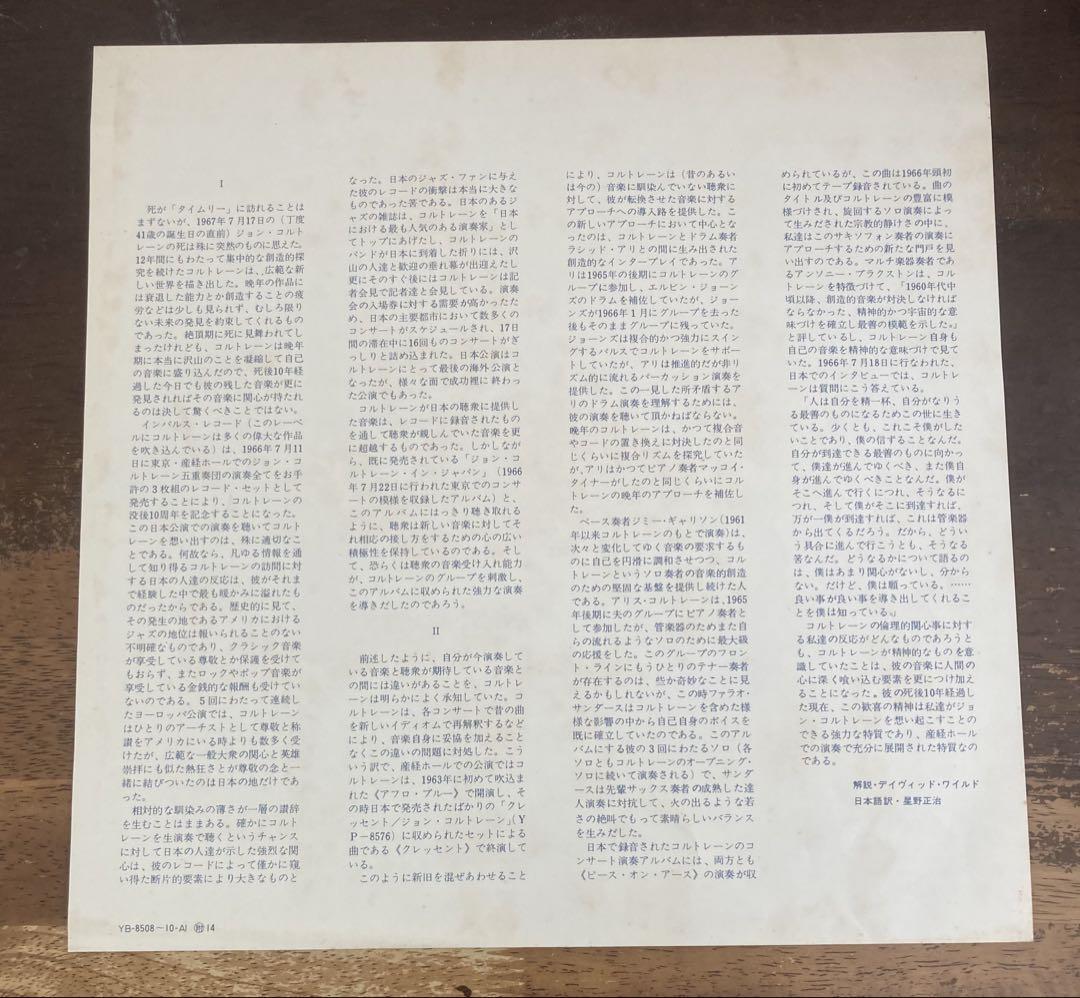 I
死が「タイムリー」に訪れることは
まずないが、1967年7月17日の（丁度
41歳の誕生日の直前）ジョン・コルト
レーンの死は殊に突然のものに思えた。
12年間にもわたって集中的な創造的探
究を続けたコルトレーンは、広範な新
しい世界を描き出した。晩年の作品に
は衰退した能力とか創造することの疲
労などは少しも見られず、むしろ限り
ない未来の発見を約束してくれるもの
であった。絶頂期に死に見舞われてし
まったけれども、コルトレーンは晩年
期に本当に沢山のことを凝縮して自己
の音楽に盛り込んだので、死後10年経
過した今日でも彼の残した音楽が更に
発見されればその音楽に関心が持たれ
るのは決して驚くべきことではない。
インパルス・レコード（このレーベ
ルにコルトレーンは多くの偉大な作品
を吹き込んでいる）は、1966年7月11
日に東京・産経ホールでのジョン・コ
ルトレーン五重奏団の演奏全てをお手
許の3枚組のレコード・セットとして
発売することにより、コルトレーンの
没後10周年を記念することになった。
この日本公演での演奏を聴いてコルト
レーンを想い出すのは、殊に適切なこ
とである。何故なら、凡ゆる情報を通
して知り得るコルトレーンの訪問に対
する日本の人達の反応は、彼がそれま
で経験した中で最も暖かみに溢れたも
のだったからである。歴史的に見て、
その発生の地であるアメリカにおける
ジャズの地位は報いられることのない
不明確なものであり、クラシック音楽
が享受している尊敬とか保護を受けて
もおらず、またロックやポップ音楽が
享受している金銭的な報酬も受けてい
ないのである。5回にわたって連続し
たヨーロッパ公演では、コルトレーン
はひとりのアーチストとして尊敬と称
讃をアメリカにいる時よりも数多く受
けたが、広範な一般大衆の関心と英雄
崇拝にも似た熱狂さとが尊敬の念と一
緒に結びついたのは日本の地だけであ
った。
相対的な馴染みの薄さが一層の讃辞
を生むことはままある。確かにコルト
レーンを生演奏で聴くというチャンス
に対して日本の人達が示した強烈な関
心は、彼のレコードによって僅かに窺
い得た断片的要素により大きなものと
なった。日本のジャズ・ファンに与え
た彼のレコードの衝撃は本当に大きな
ものであった筈である。日本のあるジ
ャズの雑誌は、コルトレーンを「日本
における最も人気のある演奏家」とし
てトップにあげたし、コルトレーンの
バンドが日本に到着した折りには、沢
山の人達と歓迎の垂れ幕が出迎えたし
更にそのすぐ後にはコルトレーンは記
者会見で記者達と会見している。演奏
会の入場券に対する需要が高かったた
め、日本の主要都市において数多くの
コンサートがスケジュールされ、17日
間の滞在中に16回ものコンサートがぎ
っしりと詰め込まれた。日本公演はコ
ルトレーンにとって最後の海外公演と
なったが、様々な面で成功裡に終わっ
た公演でもあった。
コルトレーンが日本の聴衆に提供し
た音楽は、レコードに録音されたもの
を通して聴衆が親しんでいた音楽を更
に超越するものであった。しかしなが
ら、既に発売されている「ジョン・コ
ルトレーン・イン・ジャパン」（1966
年7月22日に行われた東京でのコンサ
ートの模様を収録したアルバム）と、
このアルバムにはっきり聴き取れる
ように、聴衆は新しい音楽に対してそ
れ相応の接し方をするための心の広い
積極性を保持しているのである。そし
て、恐らくは聴衆の音楽受け入れ能力
が、コルトレーンのグループを刺激し、
このアルバムに収められた強力な演奏
を導きだしたのであろう。
II
前述したように、自分が今演奏して
いる音楽と聴衆が期待している音楽と
の間には違いがあることを、コルトレ
ーンは明らかによく承知していた。コ
ルトレーンは、各コンサートで昔の曲
を新しいイディオムで再解釈するなど
により、音楽自身に妥協を加えること
なくこの違いの問題に対処した。こう
いう訳で、産経ホールでの公演ではコ
ルトレーンは、1963年に初めて吹込ま
れた《アフロ・ブルー》で開演し、そ
の時日本で発売されたばかりの「クレ
ッセント／ジョン・コルトレーン」（Y
P－8576）に収められたセットによる
曲である《クレッセント》で終演して
いる。
このように新旧を混ぜあわせること
により、コルトレーンは（昔のあるい
は今の）音楽に馴染んでいない聴衆に
対して、彼が転換させた音楽に対する
アプローチへの導入路を提供した。こ
の新しいアプローチにおいて中心とな
ったのは、コルトレーンとドラム奏者
ラシッド・アリとの間に生み出された
創造的なインタープレイであった。ア
リは1965年の後期にコルトレーンのグ
ループに参加し、エルビン・ジョーン
ズのドラムを補佐していたが、ジョー
ンズが1966年1月にグループを去った
後もそのままグループに残っていた。
ジョーンズは複合的かつ強力にスイン
グするパルスでコルトレーンをサポー
トしていたが、アリは推進的だが非リ
ズム的に流れるパーカッション演奏を
提供した。この一見した所矛盾するア
リのドラム演奏を理解するためには、
彼の演奏を聴いて頂かねばならない。
晩年のコルトレーンは、かつて複合音
やコードの置き換えに対決したのと同
じくらいに複合リズムを探究していた
が、アリはかつてピアノ奏者マッコイ・
タイナーがしたのと同じくらいにコル
トレーンの晩年のアプローチを補佐し
た。
ベース奏者ジミー・ギャリソン（1961
年以来コルトレーンのもとで演奏）は、
次々と変化してゆく音楽の要求するも
のに自己を円滑に調和させつつ、コル
トレーンというソロ奏者の音楽的創造
のための堅固な基盤を提供し続けた人
である。アリス・コルトレーンは、1965
年後期に夫のグループにピアノ奏者と
して参加したが、管楽器のためまた自
らの流れるようなソロのために最大級
の応援をした。このグループのフロン
ト・ラインにもうひとりのテナー奏者
が存在するのは、些か奇妙なことに見
えるかもしれないが、この時ファラオ・
サンダースはコルトレーンを含めた様
様な影響の中から自己自身のボイスを
既に確立していたのである。このアル
バムにする彼の3回にわたるソロ（各
ソロともコルトレーンのオープニング・
ソロに続いて演奏される）で、サンダ
ースは先輩サックス奏者の成熟した達
人演奏に対抗して、火の出るような若
さの絶叫でもって素晴らしいバランス
を生みだした。
日本で録音されたコルトレーンのコ
ンサート演奏アルバムには、両方とも
《ピース・オン・アース》の演奏が収
められているが、この曲は1966年頭初
に初めてテープ録音されている。曲の
タイトル及びコルトレーンの豊富に模
様づけされ、旋回するソロ演奏によっ
て生みだされた宗教的静けさの中に、
私達はこのサキソフォン奏者の演奏に
アプローチするための新たな門戸を見
い出すのである。マルチ楽器奏者であ
るアンソニー・ブラクストンは、コル
トレーンを特徴づけて、「1960年代中
頃以降、創造的音楽が対決しなければ
ならなかった、精神的かつ宇宙的な意
味づけを確立し最善の模範を示した。」
と評しているし、コルトレーン自身も
自己の音楽を精神的な意味づけで見て
いた。1966年7月18日に行なわれた、
日本でのインタビューでは、コルトレ
ーンは質問にこう答えている。
「人は自分を精一杯、自分がなりう
る最善のものになるためこの世に生き
ている。少くとも、これこそ僕がした
いことであり、僕の信ずることなんだ。
自分が到達できる最善のものに向かっ
て、僕達が進んでゆくべき、また僕自
身が進んでゆくべきことなんだ。僕が
そこへ進んで行くにつれ、そうなるに
つれ、そして僕がそこに到達すれば、
万が一僕が到達すれば、これは管楽器
から出てくるだろう。だから、どうい
う具合に進んで行こうとも、そうなる
答なんだ。どうなるかについて語るの
は、僕はあまり関心がないし、分から
ない。だけど、僕は願っている。……
良い事が良い事を導き出してくれるこ
とを僕は知っている。」
コルトレーンの倫理的関心事に対す
る私達の反応がどんなものであろうと
も、コルトレーンが精神的なものを意
識していたことは、彼の音楽に人間の
心に深く喰い込む要素を更につけ加え
ることになった。彼の死後10年経過し
た現在、この歓喜の精神は私達がジョ
ン・コルトレーンを想い起こすことの
できる強力な特質であり、産経ホール
での演奏で充分に展開された特質なの
である。
解説・デイヴィッド・ワイルド
日本語訳・星野正治
YB-8508～10-AI ㊞14